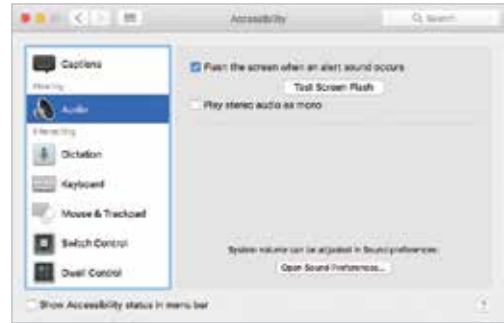 Accessibility
Search
Captions
Hearing
Audio
Interacting
Dictation
Keyboard
Mouse & Trackpad
Switch Control
Dwell Control
Flash the screen when an alert sound occurs
Test Screen Flash
Play stereo audio as mono
System volume can be adjusted in Sound preferences.
Open Sound Preferences...
Show Accessibility status in menu bar
?